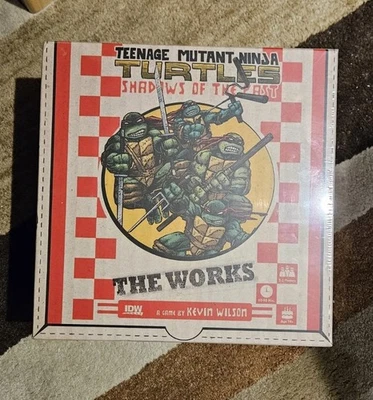 TEENAGE MUTANT NINJA
TURTLES
SHADOWS OF THE PAST
THE WORKS
IDW
A GAME BY KEVIN WILSON